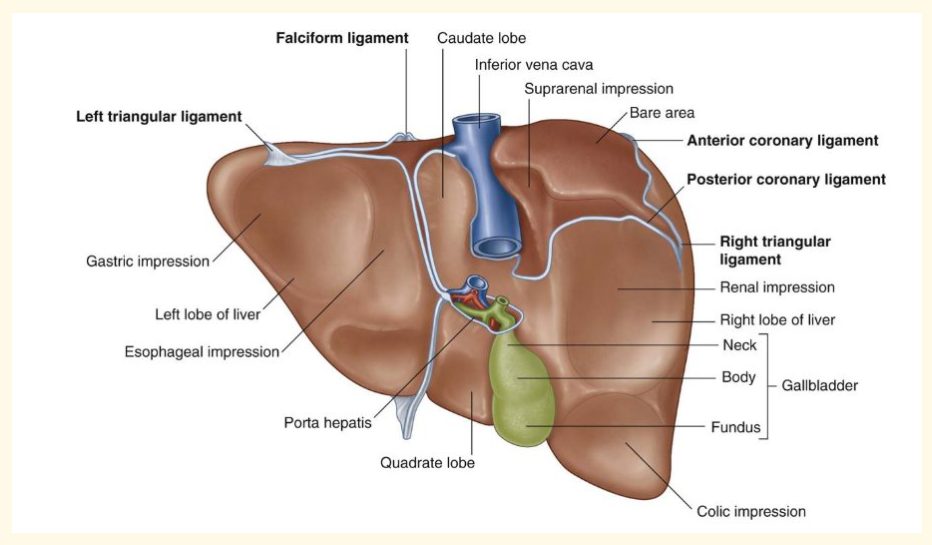 Falciform ligament
Caudate lobe
Inferior vena cava
Suprarenal impression
Bare area
Left triangular ligament
Anterior coronary ligament
Posterior coronary ligament
Right triangular
ligament
Gastric impression
Renal impression
Left lobe of liver
Right lobe of liver
Esophageal impression
Neck
Body
Gallbladder
Porta hepatis
Fundus
Quadrate lobe
Colic impression